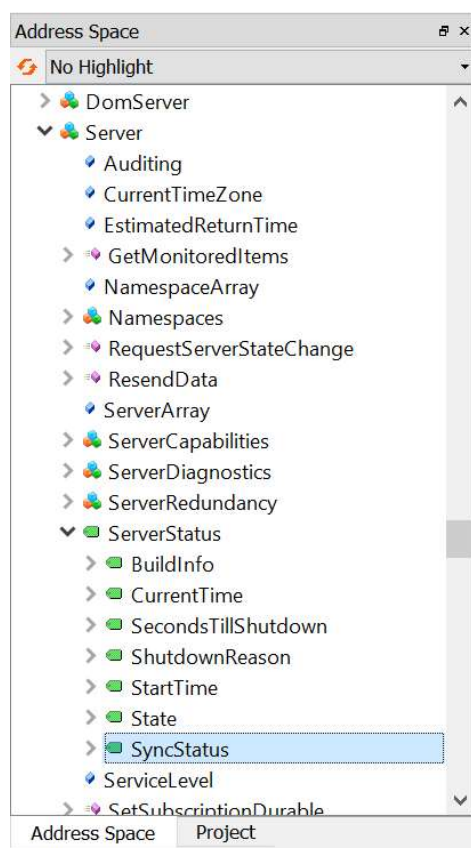 Address Space
No Highlight
DomServer
Server
Auditing
CurrentTimeZone
EstimatedReturnTime
GetMonitoredItems
NamespaceArray
Namespaces
RequestServerStateChange
ResendData
ServerArray
ServerCapabilities
ServerDiagnostics
ServerRedundancy
ServerStatus
BuildInfo
CurrentTime
SecondsTillShutdown
ShutdownReason
StartTime
State
SyncStatus
ServiceLevel
SetSubscriptionDurable
Address Space Project